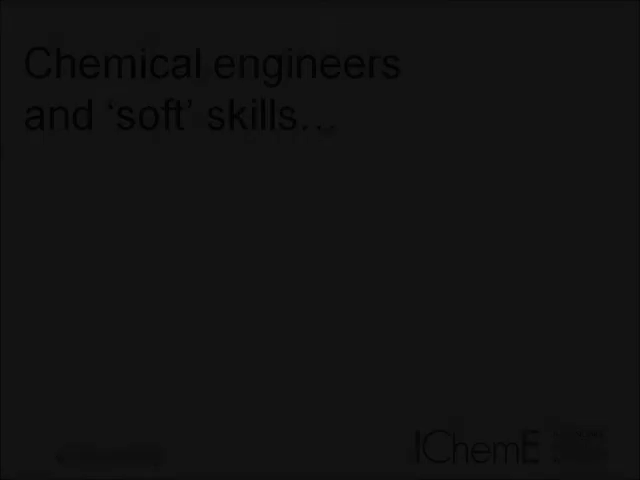 Chemical engineers
and ‘soft’ skills…
IChemE